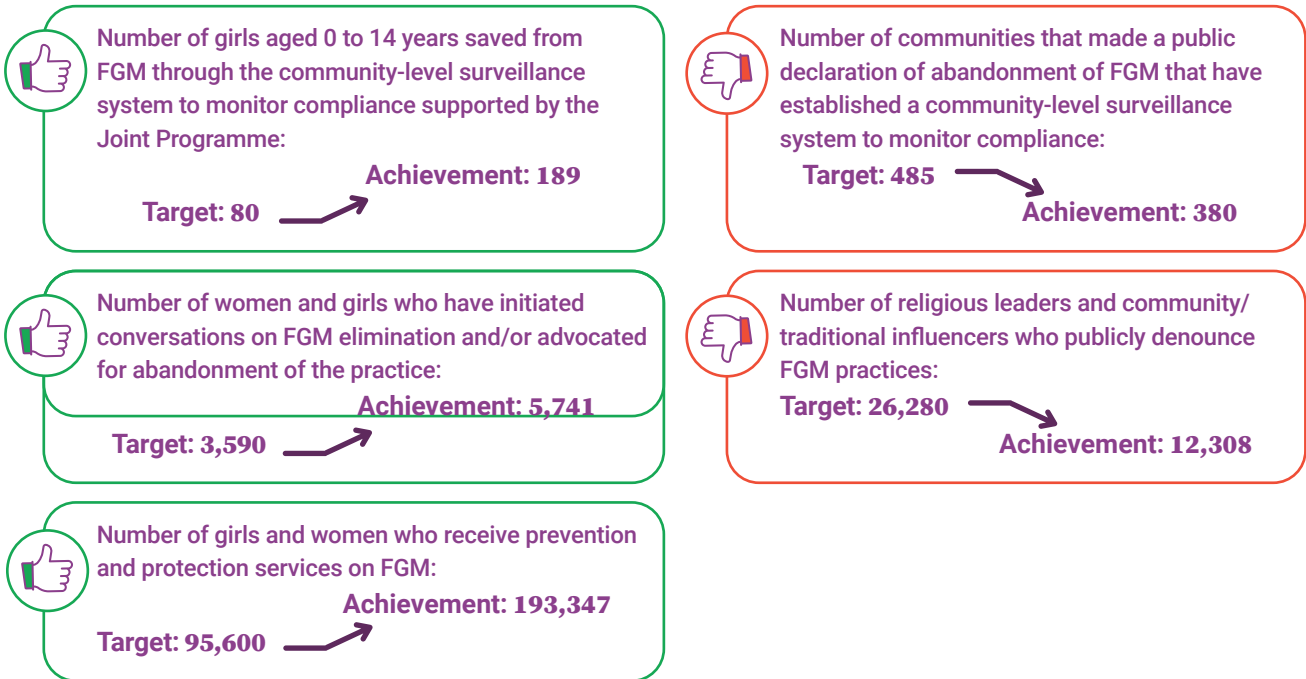 Number of girls aged 0 to 14 years saved from
FGM through the community-level surveillance
system to monitor compliance supported by the
Joint Programme:
Achievement: 189
Target: 80
Number of women and girls who have initiated
conversations on FGM elimination and/or advocated
for abandonment of the practice:
Achievement: 5,741
Target: 3,590
Number of girls and women who receive prevention
and protection services on FGM:
Achievement: 193,347
Target: 95,600
Number of communities that made a public
declaration of abandonment of FGM that have
established a community-level surveillance
system to monitor compliance:
Target: 485
Achievement: 380
Number of religious leaders and community/
traditional influencers who publicly denounce
FGM practices:
Target: 26,280
Achievement: 12,308